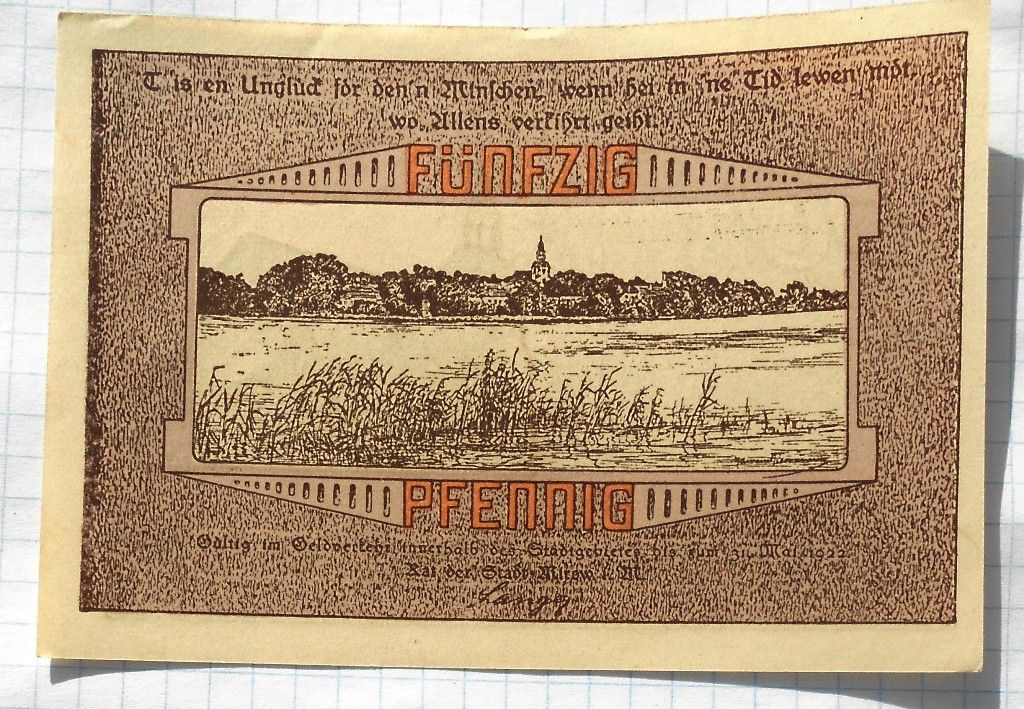 'T is en Unglück för den'n Minschen, wenn hei in 'ne Tid lewen möt,
wo Allens verkihrt geiht.
FÜNFZIG
PFENNIG
Gültig im Geldverkehr innerhalb des Stadtgebietes bis zum 31. Mai 1922
Rat der Stadt Mirow i. M.